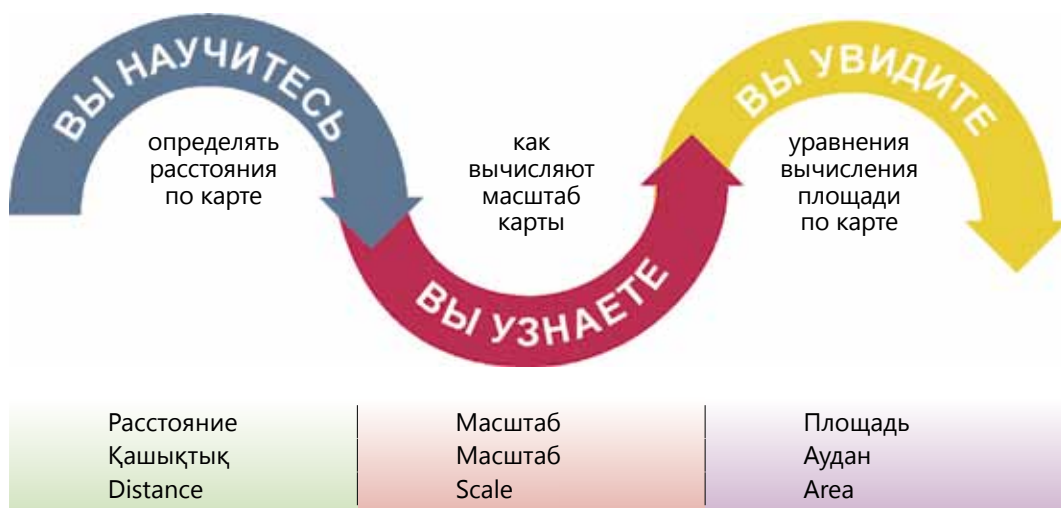 ВЫ НАУЧИТЕСЬ
определять
расстояния
по карте
ВЫ УЗНАЕТЕ
как
вычисляют
масштаб
карты
ВЫ УВИДИТЕ
уравнения
вычисления
площади
по карте
Расстояние
Қашықтық
Distance
Масштаб
Масштаб
Scale
Площадь
Аудан
Area